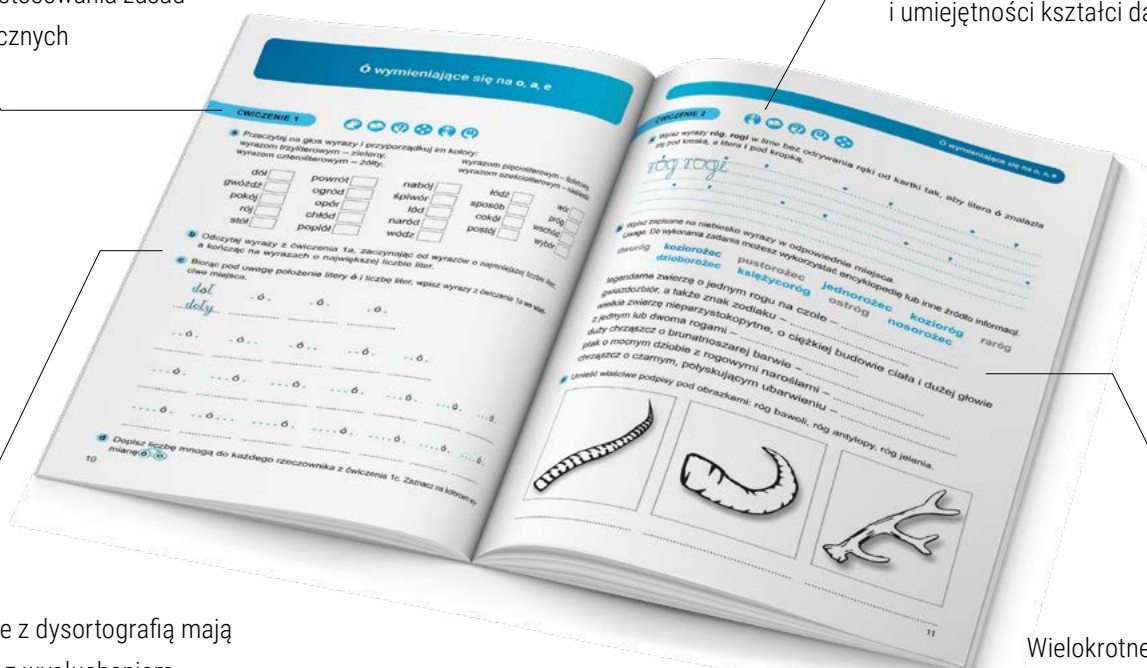 stosowania zasad
cznych
i umiejętności kształci da
Ó wymieniające się na o, a, e
ĆWICZENIE 1
a Przeczytaj na głos wyrazy i przyporządkuj im kolory:
wyrazom trzyliterowym – zielony,
wyrazom czteroliterowym – żółty,
wyrazom pięcioliterowym –
wyrazom sześcioliterowym –
dół powrót nabój łódź wór
gwóźdź ogród śpiwór sposób próg
pokój opór lód cokół wschód
rój chłód naród postój wybór
stół popiół wódz
b Odczytaj wyrazy z ćwiczenia 1a, zaczynając od wyrazów o najmniejszej liczbie liter,
a kończąc na wyrazach o największej liczbie liter.
c Biorąc pod uwagę położenie litery ó i liczbę liter, wpisz wyrazy z ćwiczenia 1a we właś-
ciwe miejsca.
dół .ó. .ó.
doły
..ó. .ó.. ..ó. ..ó. ..ó.
...ó. ...ó. ...ó. ...ó. ...ó. ...ó.
....ó. ..ó... ....ó. ....ó. ....ó. ....ó.
d Dopisz liczbę mnogą do każdego rzeczownika z ćwiczenia 1c. Zaznacz na kolorowo wy-
mianę ó o
10
O wymieniające się na o, a, e
ĆWICZENIE 2
a Wpisz wyrazy róg, rogi w linie bez odrywania ręki od kartki tak, aby litera ó znalazła
się pod kreską, a litera i pod kropką.
róg rogi
b Wpisz zapisane na niebiesko wyrazy w odpowiednie miejsca.
Uwaga. Do wykonania zadania możesz wykorzystać encyklopedię lub inne źródło informacji.
dwuróg koziorożec pustorożec jednorożec kozioróg raróg
dzioborożec księżycoróg ostróg nosorożec
legendarne zwierzę o jednym rogu na czole –
gwiazdozbiór, a także znak zodiaku –
wielkie zwierzę nieparzystokopytne, o ciężkiej budowie ciała i dużej głowie
z jednym lub dwoma rogami –
duży chrząszcz o brunatnoszarej barwie –
ptak o mocnym dziobie z rogowymi naroślami –
chrząszcz o czarnym, połyskującym ubarwieniu –
c Umieść właściwe podpisy pod obrazkami: róg bawoli, róg antylopy, róg jelenia.
11
e z dysortografią mają
z wysłuchaniem
Wielokrotne